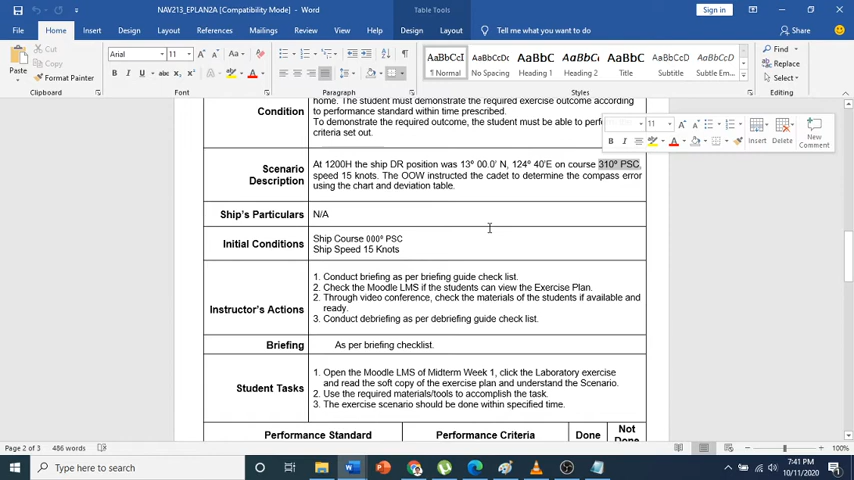 NAV213_EPLAN2A [Compatibility Mode] - Word
Table Tools
Sign in
File Home Insert Draw Design Layout References Mailings Review View Help Design Layout Tell me what you want to do Share
Cut
Copy
Format Painter
Paste
Clipboard
Arial 11
Font
Paragraph
AaBbCcI AaBbCcDc AaBbC AaBbCc AaBbC AaBbCcD AaBbCcDt
¶ Normal No Spacing Heading 1 Heading 2 Title Subtitle Subtle Em...
Styles
Find
Replace
Select
Editing
11
Insert Delete New Comment
Condition
home. The student must demonstrate the required exercise outcome according
to performance standard within time prescribed.
To demonstrate the required outcome, the student must be able to
criteria set out.
Scenario Description
At 1200H the ship DR position was 13º 00.0' N, 124º 40'E on course 310º PSC,
speed 15 knots. The OOW instructed the cadet to determine the compass error
using the chart and deviation table.
Ship's Particulars N/A
Initial Conditions
Ship Course 000º PSC
Ship Speed 15 Knots
Instructor's Actions
1. Conduct briefing as per briefing guide check list.
2. Check the Moodle LMS if the students can view the Exercise Plan.
2. Through video conference, check the materials of the students if available and
ready.
3. Conduct debriefing as per debriefing guide check list.
Briefing As per briefing checklist.
Student Tasks
1. Open the Moodle LMS of Midterm Week 1, click the Laboratory exercise
and read the soft copy of the exercise plan and understand the Scenario.
2. Use the required materials/tools to accomplish the task.
3. The exercise scenario should be done within specified time.
Performance Standard Performance Criteria Done Not Done
Page 2 of 3 486 words 100%
Type here to search
7:41 PM
10/11/2020